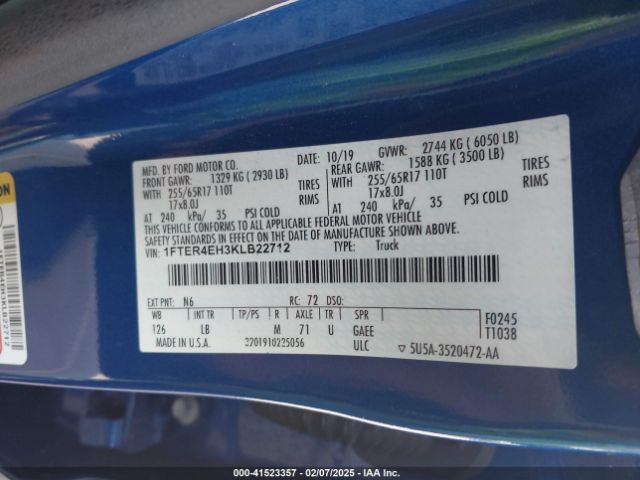 MFD. BY FORD MOTOR CO.
DATE: 10/19 GVWR: 2744 KG (6050 LB)
FRONT GAWR: 1329 KG (2930 LB) REAR GAWR: 1588 KG (3500 LB)
WITH 255/65R17 110T TIRES WITH 255/65R17 110T TIRES
17x8.0J RIMS 17x8.0J RIMS
AT 240 kPa/ 35 PSI COLD AT 240 kPa/ 35 PSI COLD
THIS VEHICLE CONFORMS TO ALL APPLICABLE FEDERAL MOTOR VEHICLE
SAFETY STANDARDS IN EFFECT ON THE DATE OF MANUFACTURE SHOWN ABOVE.
VIN: 1FTER4EH3KLB22712 TYPE: Truck
EXT PNT: N6 RC: 72 DSO:
WB INT TR TP/PS R AXLE TR SPR F0245
126 LB M 71 U GAEE T1038
MADE IN U.S.A. 3201910225056 ULC 5U5A-3520472-AA
ON
1FTER4EH3KLB22712
0-41523357 - 02/07/2025 - IAA Inc.